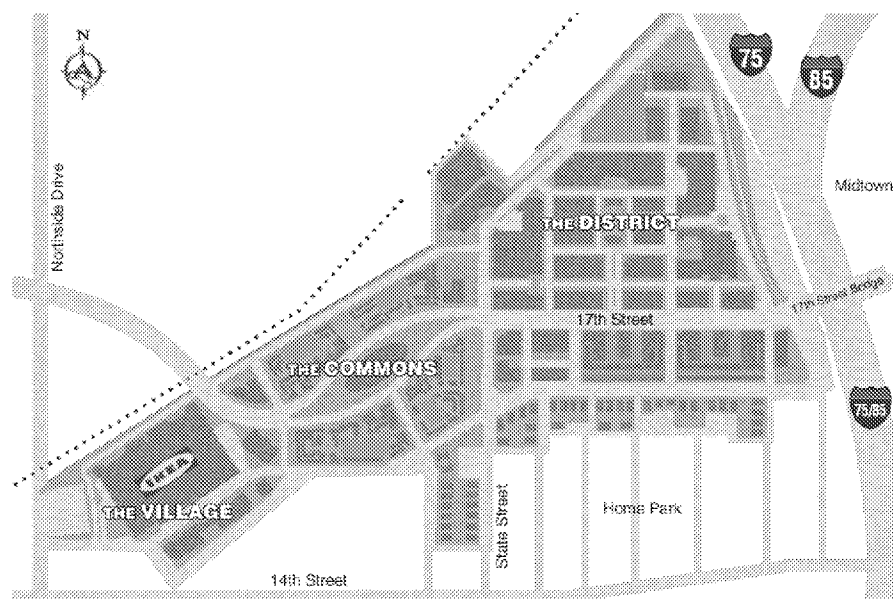 N
75
85
Northside Drive
Midtown
THE DISTRICT
17th Street Bridge
17th Street
THE COMMONS
75/85
IKEA
THE VILLAGE
State Street
Home Park
14th Street